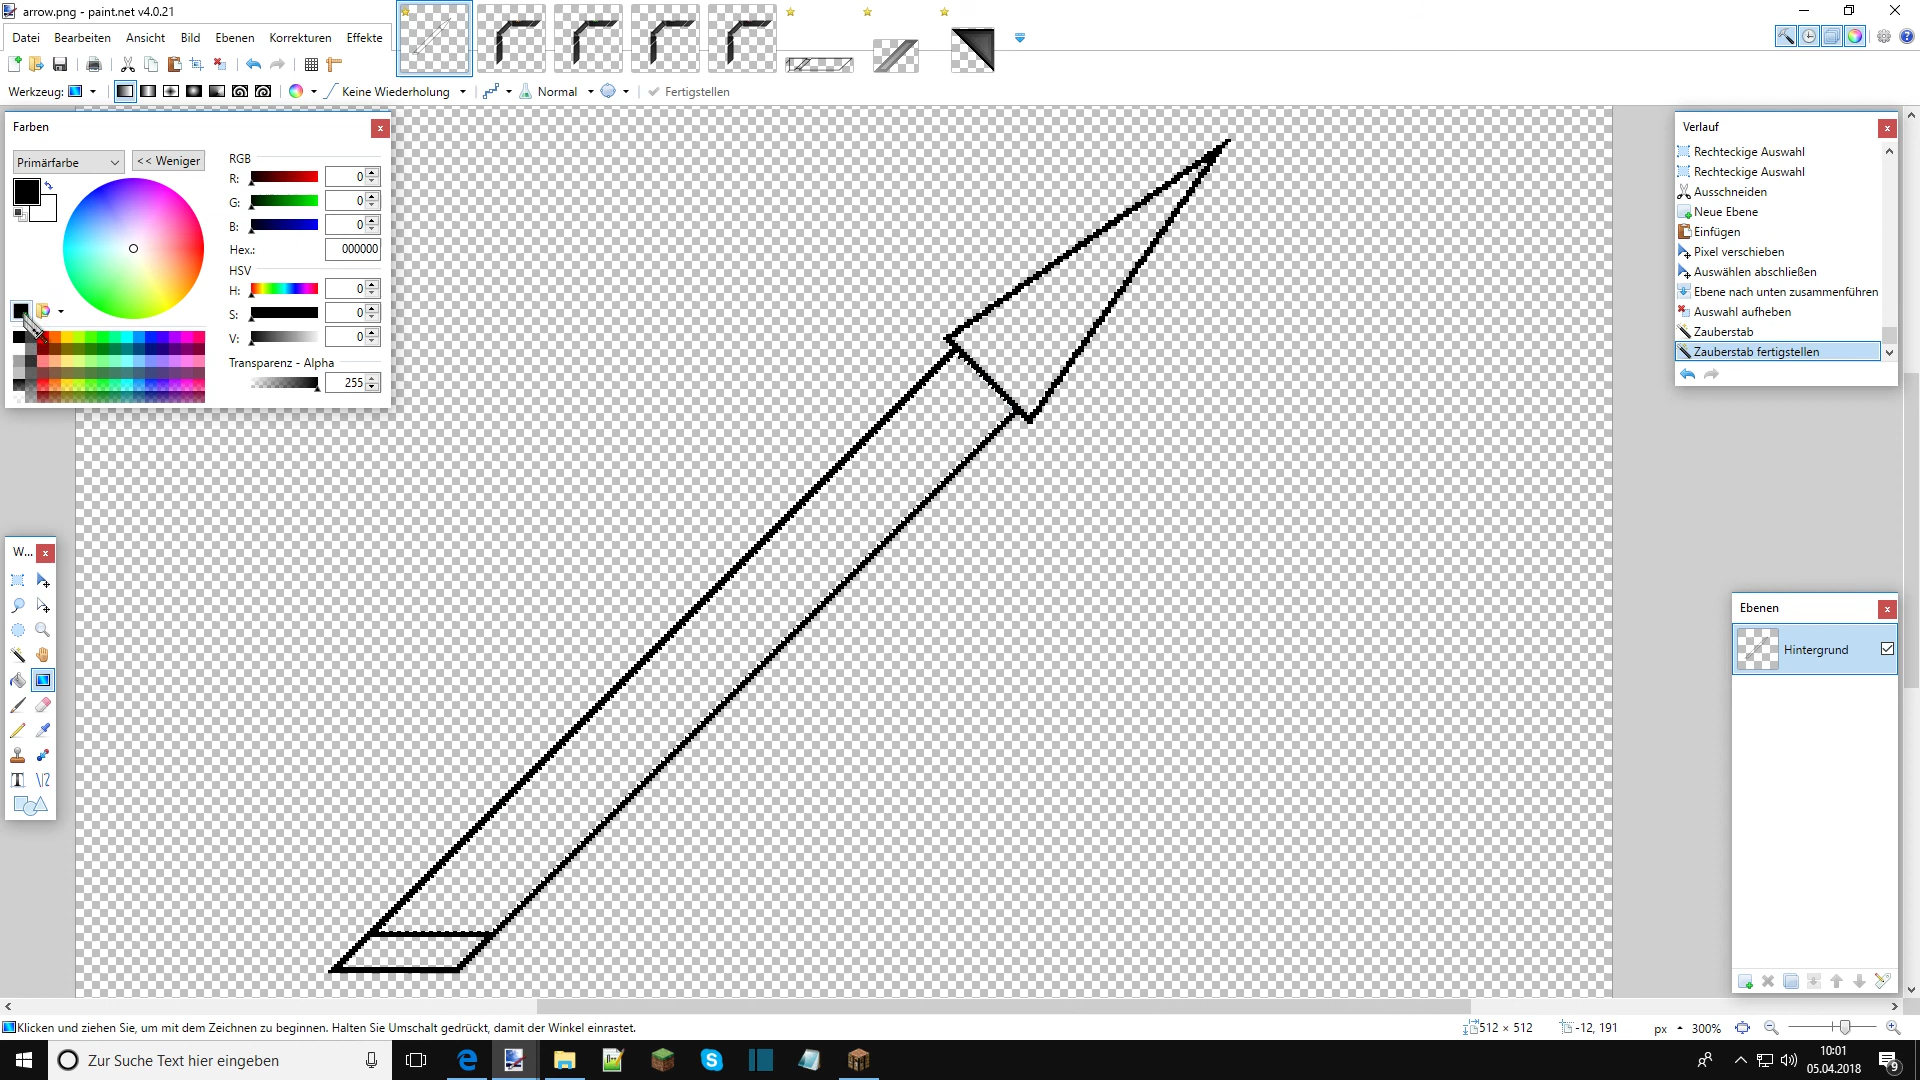 arrow.png - paint.net v4.0.21
Datei Bearbeiten Ansicht Bild Ebenen Korrekturen Effekte
Werkzeug: Keine Wiederholung Normal Fertigstellen
Farben
Primärfarbe << Weniger
RGB
R: 0
G: 0
B: 0
Hex.: 000000
HSV
H: 0
S: 0
V: 0
Transparenz - Alpha
255
W...
Verlauf
Rechteckige Auswahl
Rechteckige Auswahl
Ausschneiden
Neue Ebene
Einfügen
Pixel verschieben
Auswählen abschließen
Ebene nach unten zusammenführen
Auswahl aufheben
Zauberstab
Zauberstab fertigstellen
Ebenen
Hintergrund
Klicken und ziehen Sie, um mit dem Zeichnen zu beginnen. Halten Sie Umschalt gedrückt, damit der Winkel einrastet.
512 × 512 -12, 191 px 300%
Zur Suche Text hier eingeben
10:01
05.04.2018
9